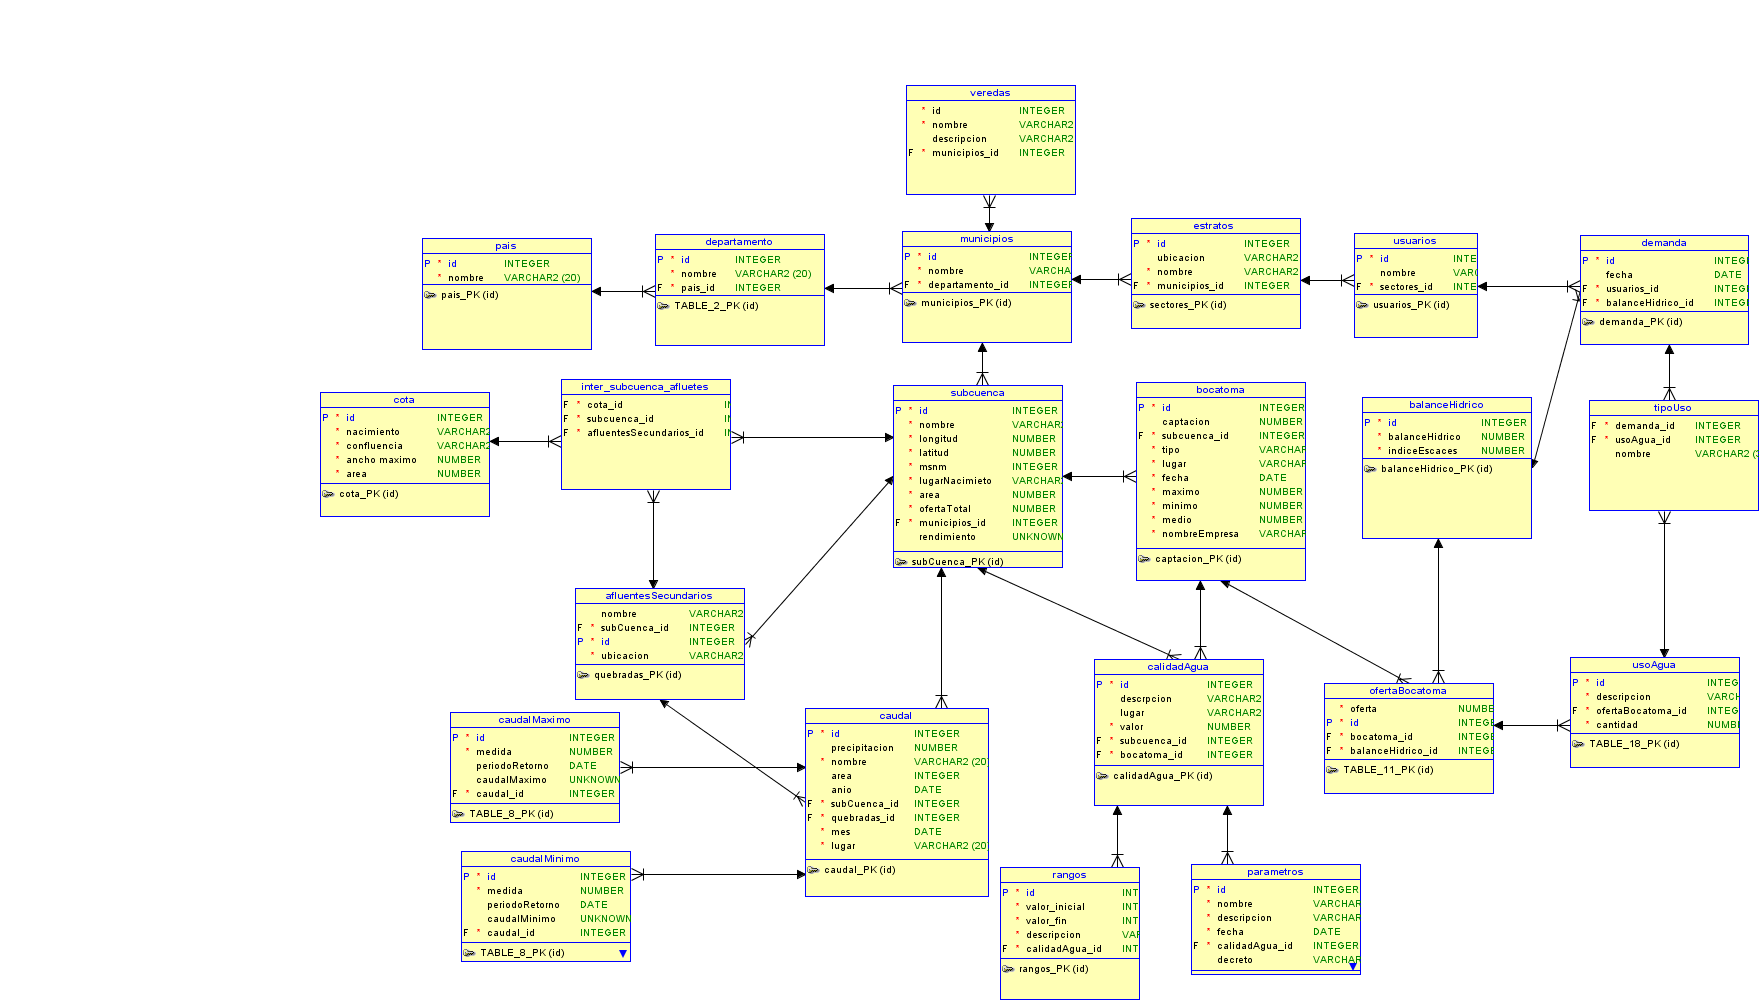 veredas
* id INTEGER
* nombre VARCHAR2
descripcion VARCHAR2
F * municipios_id INTEGER
pais
P * id INTEGER
* nombre VARCHAR2 (20)
pais_PK (id)
departamento
P * id INTEGER
* nombre VARCHAR2 (20)
F * pais_id INTEGER
TABLE_2_PK (id)
municipios
P * id INTEGER
* nombre VARCHA
F * departamento_id INTEGER
municipios_PK (id)
estratos
P * id INTEGER
ubicacion VARCHAR2
* nombre VARCHAR2
F * municipios_id INTEGER
sectores_PK (id)
usuarios
P * id INTE
nombre VARC
F * sectores_id INTE
usuarios_PK (id)
demanda
P * id INTEG
fecha DATE
F * usuarios_id INTEG
F * balanceHidrico_id INTEG
demanda_PK (id)
cota
P * id INTEGER
* nacimiento VARCHAR2
* confluencia VARCHAR2
* ancho maximo NUMBER
* area NUMBER
cota_PK (id)
inter_subcuenca_afluetes
F * cota_id IN
F * subcuenca_id IN
F * afluentesSecundarios_id IN
subcuenca
P * id INTEGER
* nombre VARCHAR
* longitud NUMBER
* latitud NUMBER
* msnm INTEGER
* lugarNacimieto VARCHAR
* area NUMBER
* ofertaTotal NUMBER
F * municipios_id INTEGER
rendimiento UNKNOWN
subCuenca_PK (id)
bocatoma
P * id INTEGER
captacion NUMBER
F * subcuenca_id INTEGER
* tipo VARCHAR
* lugar VARCHAR
* fecha DATE
* maximo NUMBER
* minimo NUMBER
* medio NUMBER
* nombreEmpresa VARCHAR
captacion_PK (id)
balanceHidrico
P * id INTEGER
* balanceHidrico NUMBER
* indiceEscaces NUMBER
balanceHidrico_PK (id)
tipoUso
F * demanda_id INTEGER
F * usoAgua_id INTEGER
nombre VARCHAR2 (
afluentesSecundarios
nombre VARCHAR2
F * subCuenca_id INTEGER
P * id INTEGER
* ubicacion VARCHAR2
quebradas_PK (id)
caudalMaximo
P * id INTEGER
* medida NUMBER
periodoRetorno DATE
caudalMaximo UNKNOWN
F * caudal_id INTEGER
TABLE_8_PK (id)
caudal
P * id INTEGER
precipitacion NUMBER
* nombre VARCHAR2 (20
area INTEGER
anio DATE
F * subCuenca_id INTEGER
F * quebradas_id INTEGER
* mes DATE
* lugar VARCHAR2 (20
caudal_PK (id)
calidadAgua
P * id INTEGER
descrpcion VARCHAR2
lugar VARCHAR2
* valor NUMBER
F * subcuenca_id INTEGER
F * bocatoma_id INTEGER
calidadAgua_PK (id)
ofertaBocatoma
* oferta NUMBE
P * id INTEGE
F * bocatoma_id INTEGE
F * balanceHidrico_id INTEGE
TABLE_11_PK (id)
usoAgua
P * id INTEG
* descripcion VARCH
F * ofertaBocatoma_id INTEG
* cantidad NUMB
TABLE_18_PK (id)
caudalMinimo
P * id INTEGER
* medida NUMBER
periodoRetorno DATE
caudalMinimo UNKNOWN
F * caudal_id INTEGER
TABLE_8_PK (id)
rangos
P * id INT
* valor_inicial INT
* valor_fin INT
* descripcion VAR
F * calidadAgua_id INT
rangos_PK (id)
parametros
P * id INTEGER
* nombre VARCHAR
* descripcion VARCHAR
* fecha DATE
F * calidadAgua_id INTEGER
decreto VARCHAR